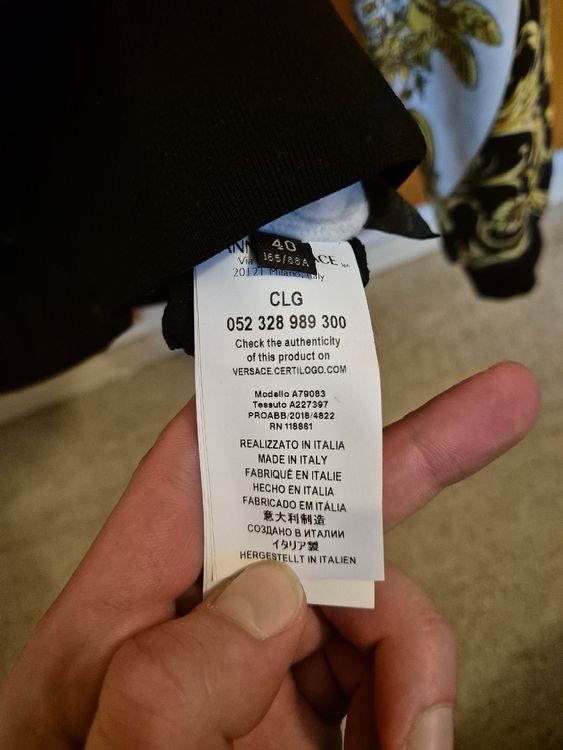 40
165/88A
Via
20121 Milano, Italy
CLG
052 328 989 300
Check the authenticity
of this product on
VERSACE.CERTILOGO.COM
Modello A79083
Tessuto A227397
PROABB/2018/4822
RN 118861
REALIZZATO IN ITALIA
MADE IN ITALY
FABRIQUÉ EN ITALIE
HECHO EN ITALIA
FABRICADO EM ITÁLIA
意大利制造
СОЗДАНО В ИТАЛИИ
イタリア製
HERGESTELLT IN ITALIEN